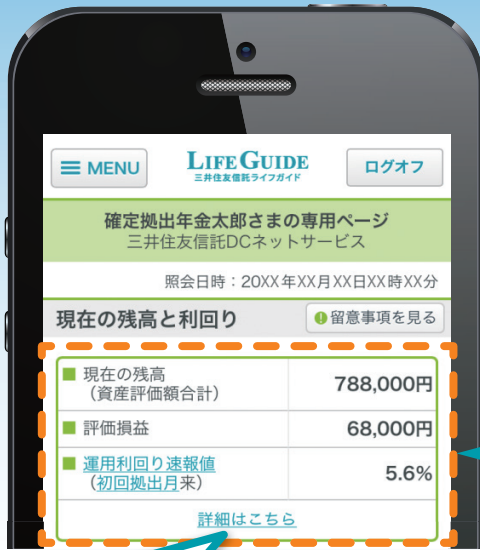 ≡ MENU
LIFE GUIDE
三井住友信託ライフガイド
ログオフ
確定拠出年金太郎さまの専用ページ
三井住友信託DCネットサービス
照会日時：20XX年XX月XX日XX時XX分
現在の残高と利回り
留意事項を見る
現在の残高
（資産評価額合計）
788,000円
評価損益
68,000円
運用利回り速報値
（初回拠出月来）
5.6%
詳細はこちら